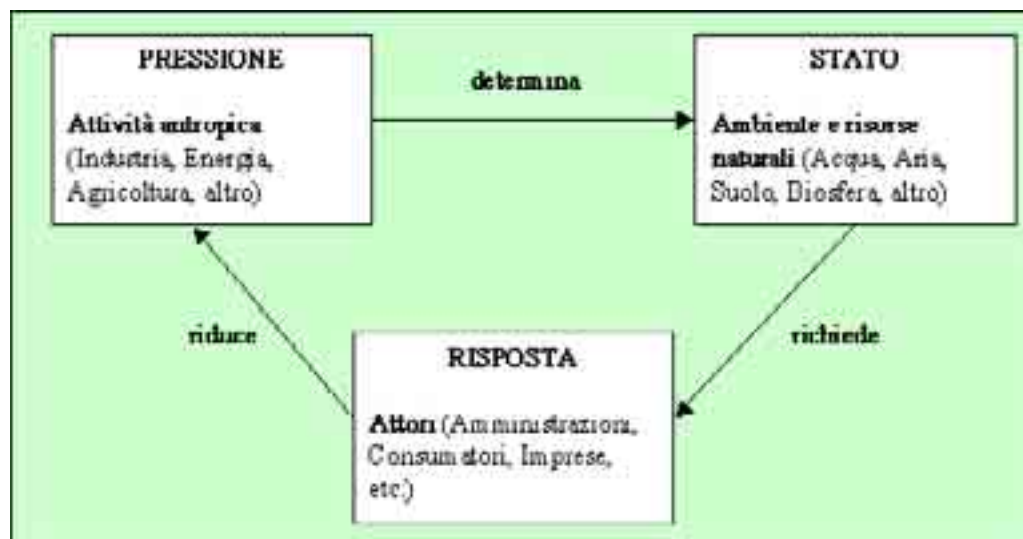 PRESSIONE
Attività antropica
(Industria, Energia,
Agricoltura, altro)
determina
STATO
Ambiente e risorse
naturali (Acqua, Aria,
Suolo, Biosfera, altro)
richiede
RISPOSTA
Attori (Amministrazioni,
Consumatori, Imprese,
etc.)
riduce